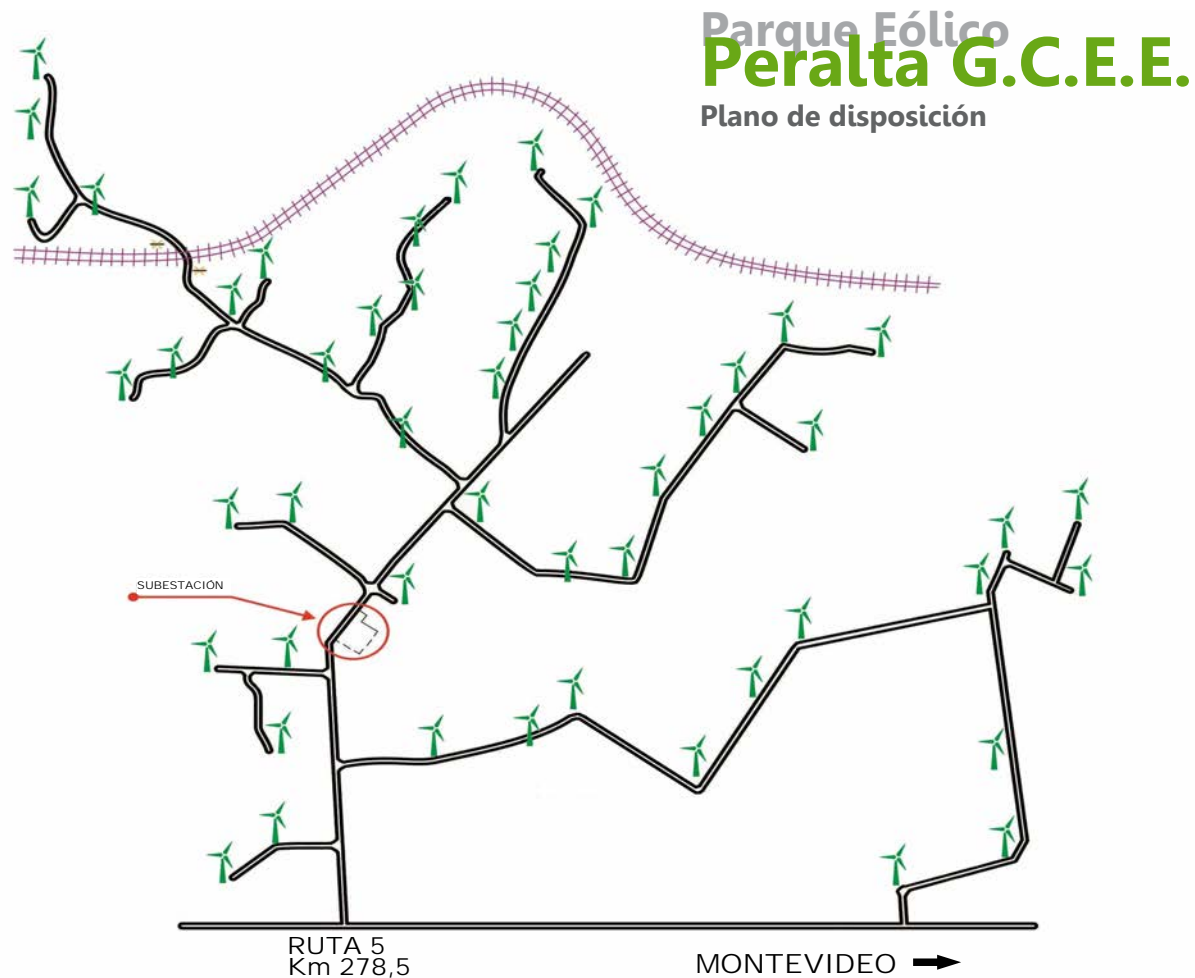 Parque Eólico
Peralta G.C.E.E.
Plano de disposición
SUBESTACIÓN
RUTA 5
Km 278,5
MONTEVIDEO